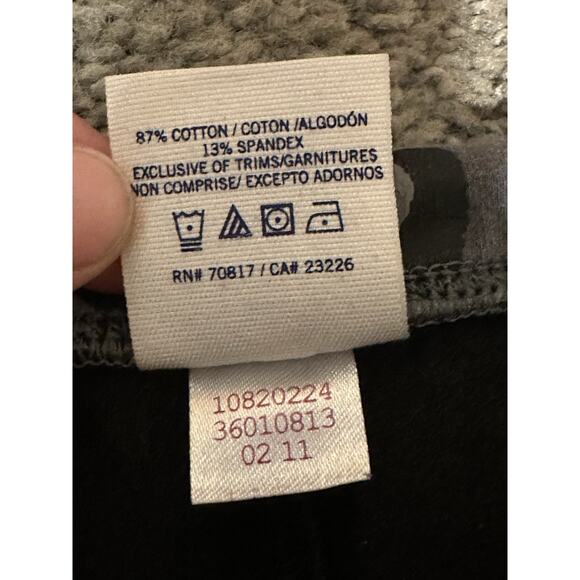 87% COTTON / COTON /ALGODÓN
13% SPANDEX
EXCLUSIVE OF TRIMS/GARNITURES
NON COMPRISE/ EXCEPTO ADORNOS
RN# 70817 / CA# 23226
10820224
36010813
02 11